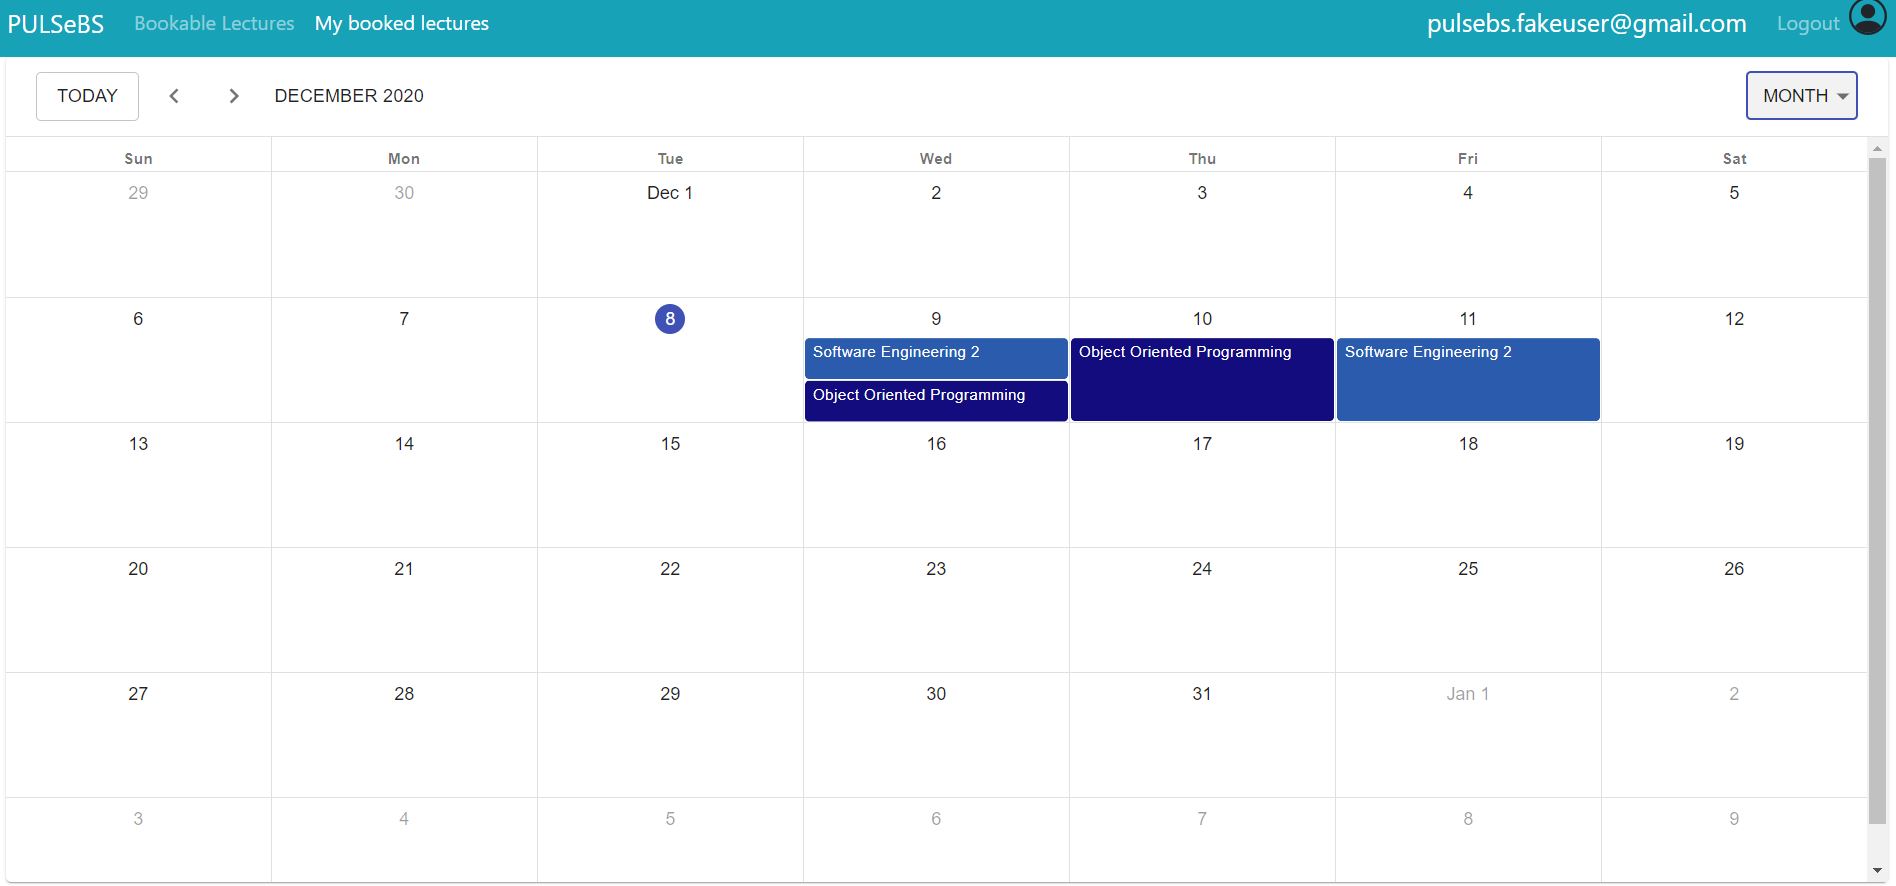 PULSeBS Bookable Lectures My booked lectures pulsebs.fakeuser@gmail.com Logout
TODAY DECEMBER 2020 MONTH
Sun Mon Tue Wed Thu Fri Sat
29 30 Dec 1 2 3 4 5
6 7 8 9 10 11 12
Software Engineering 2 Object Oriented Programming Software Engineering 2
Object Oriented Programming
13 14 15 16 17 18 19
20 21 22 23 24 25 26
27 28 29 30 31 Jan 1 2
3 4 5 6 7 8 9